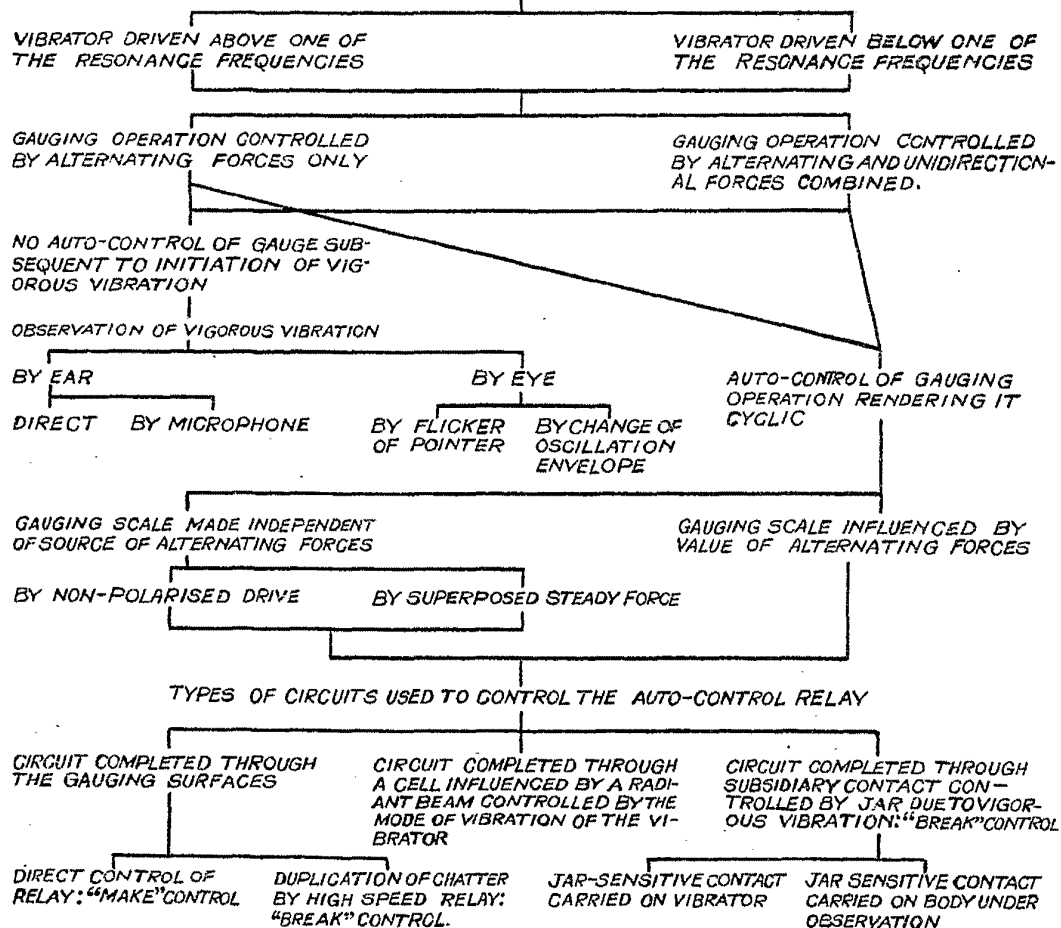 VIBRATOR DRIVEN ABOVE ONE OF
THE RESONANCE FREQUENCIES
VIBRATOR DRIVEN BELOW ONE OF
THE RESONANCE FREQUENCIES
GAUGING OPERATION CONTROLLED
BY ALTERNATING FORCES ONLY
GAUGING OPERATION CONTROLLED
BY ALTERNATING AND UNIDIRECTION-
AL FORCES COMBINED.
NO AUTO-CONTROL OF GAUGE SUB-
SEQUENT TO INITIATION OF VIG-
OROUS VIBRATION
OBSERVATION OF VIGOROUS VIBRATION
BY EAR
BY EYE
DIRECT
BY MICROPHONE
BY FLICKER
OF POINTER
BY CHANGE OF
OSCILLATION
ENVELOPE
AUTO-CONTROL OF GAUGING
OPERATION RENDERING IT
CYCLIC
GAUGING SCALE MADE INDEPENDENT
OF SOURCE OF ALTERNATING FORCES
GAUGING SCALE INFLUENCED BY
VALUE OF ALTERNATING FORCES
BY NON-POLARISED DRIVE
BY SUPERPOSED STEADY FORCE
TYPES OF CIRCUITS USED TO CONTROL THE AUTO-CONTROL RELAY
CIRCUIT COMPLETED THROUGH
THE GAUGING SURFACES
CIRCUIT COMPLETED THROUGH
A CELL INFLUENCED BY A RADI-
ANT BEAM CONTROLLED BY THE
MODE OF VIBRATION OF THE VI-
BRATOR
CIRCUIT COMPLETED THROUGH
SUBSIDIARY CONTACT CON-
TROLLED BY JAR DUE TO VIGOR-
OUS VIBRATION:"BREAK"CONTROL
DIRECT CONTROL OF
RELAY:"MAKE"CONTROL
DUPLICATION OF CHATTER
BY HIGH SPEED RELAY:
"BREAK" CONTROL.
JAR-SENSITIVE CONTACT
CARRIED ON VIBRATOR
JAR SENSITIVE CONTACT
CARRIED ON BODY UNDER
OBSERVATION